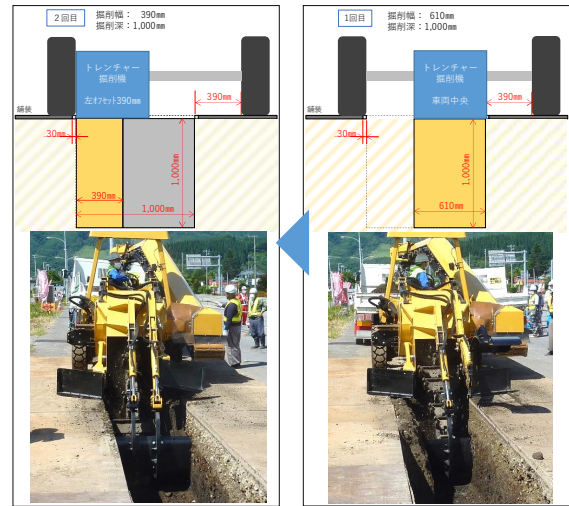 2回目
掘削幅： 390㎜
掘削深：1,000㎜
トレンチャー
掘削機
左ｵﾌｾｯﾄ390㎜
390㎜
舗装
30㎜
1,000㎜
390㎜
1,000㎜
1回目
掘削幅： 610㎜
掘削深：1,000㎜
トレンチャー
掘削機
車両中央
390㎜
舗装
30㎜
1,000㎜
610㎜